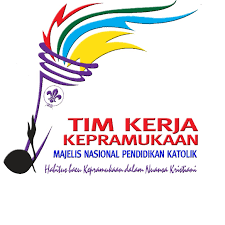 TIM KERJA
KEPRAMUKAAN
MAJELIS NASIONAL PENDIDIKAN KATOLIK
Habitus baru Kepramukaan dalam Nuansa Kristiani